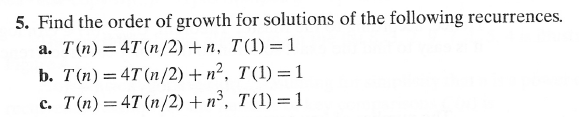 5. Find the order of growth for solutions of the following recurrences.
a. T(n) = 4T(n/2) + n, T(1) = 1
b. T(n) = 4T(n/2) + n², T(1) = 1
c. T(n) = 4T(n/2) + n³, T(1) = 1